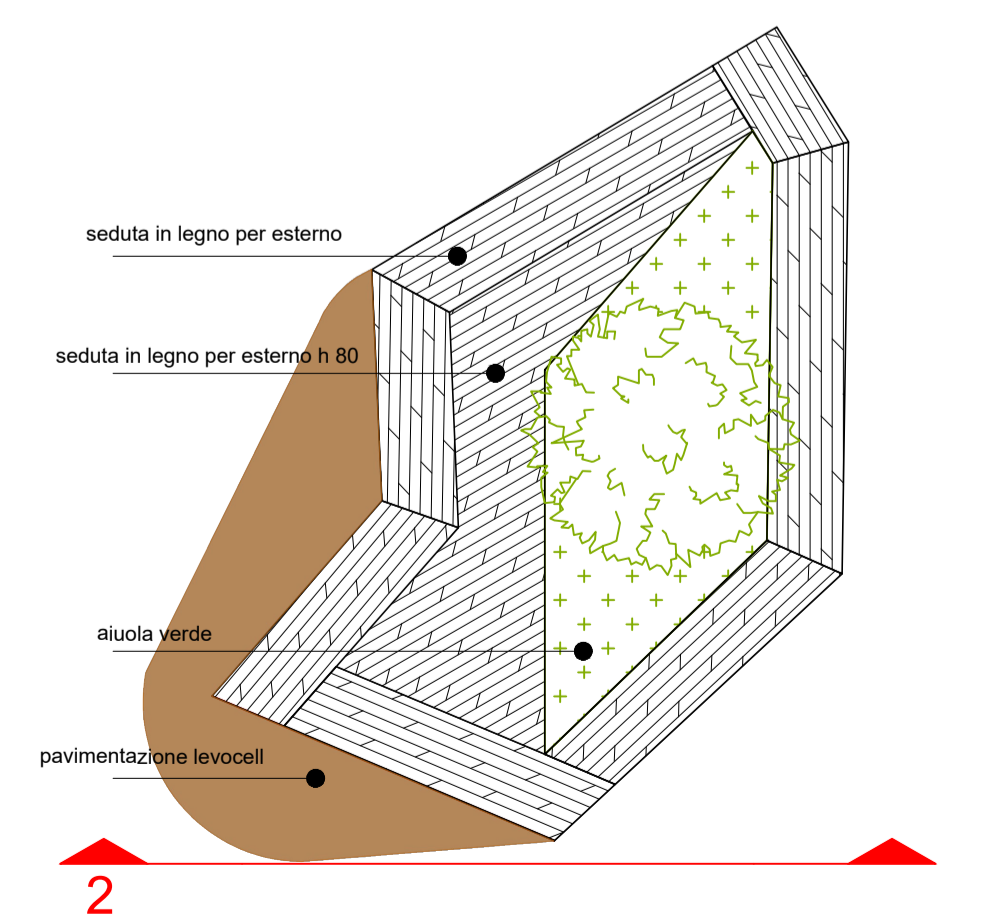 seduta in legno per esterno
seduta in legno per esterno h 80
aiuola verde
pavimentazione levocell
2